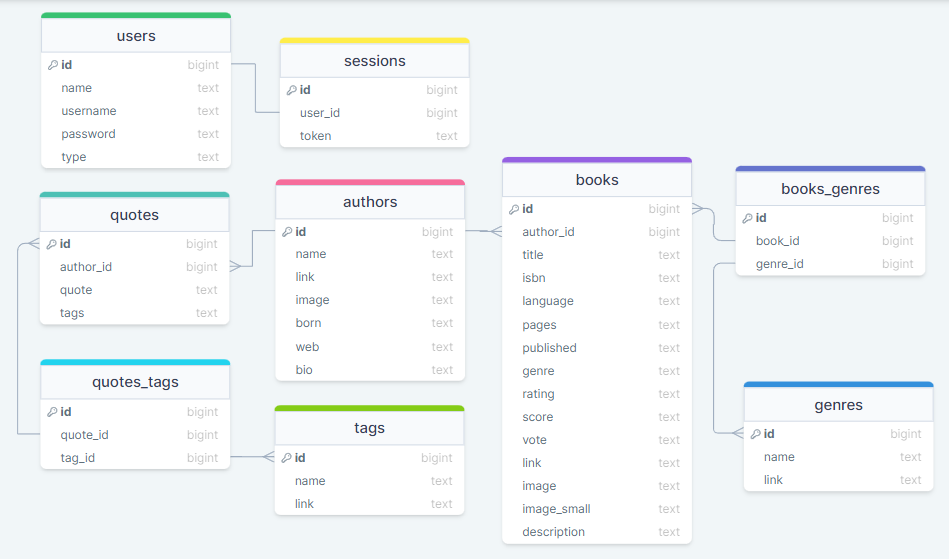 users
id bigint
name text
username text
password text
type text
sessions
id bigint
user_id bigint
token text
quotes
id bigint
author_id bigint
quote text
tags text
authors
id bigint
name text
link text
image text
born text
web text
bio text
books
id bigint
author_id bigint
title text
isbn text
language text
pages text
published text
genre text
rating text
score text
vote text
link text
image text
image_small text
description text
books_genres
id bigint
book_id bigint
genre_id bigint
quotes_tags
id bigint
quote_id bigint
tag_id bigint
tags
id bigint
name text
link text
genres
id bigint
name text
link text